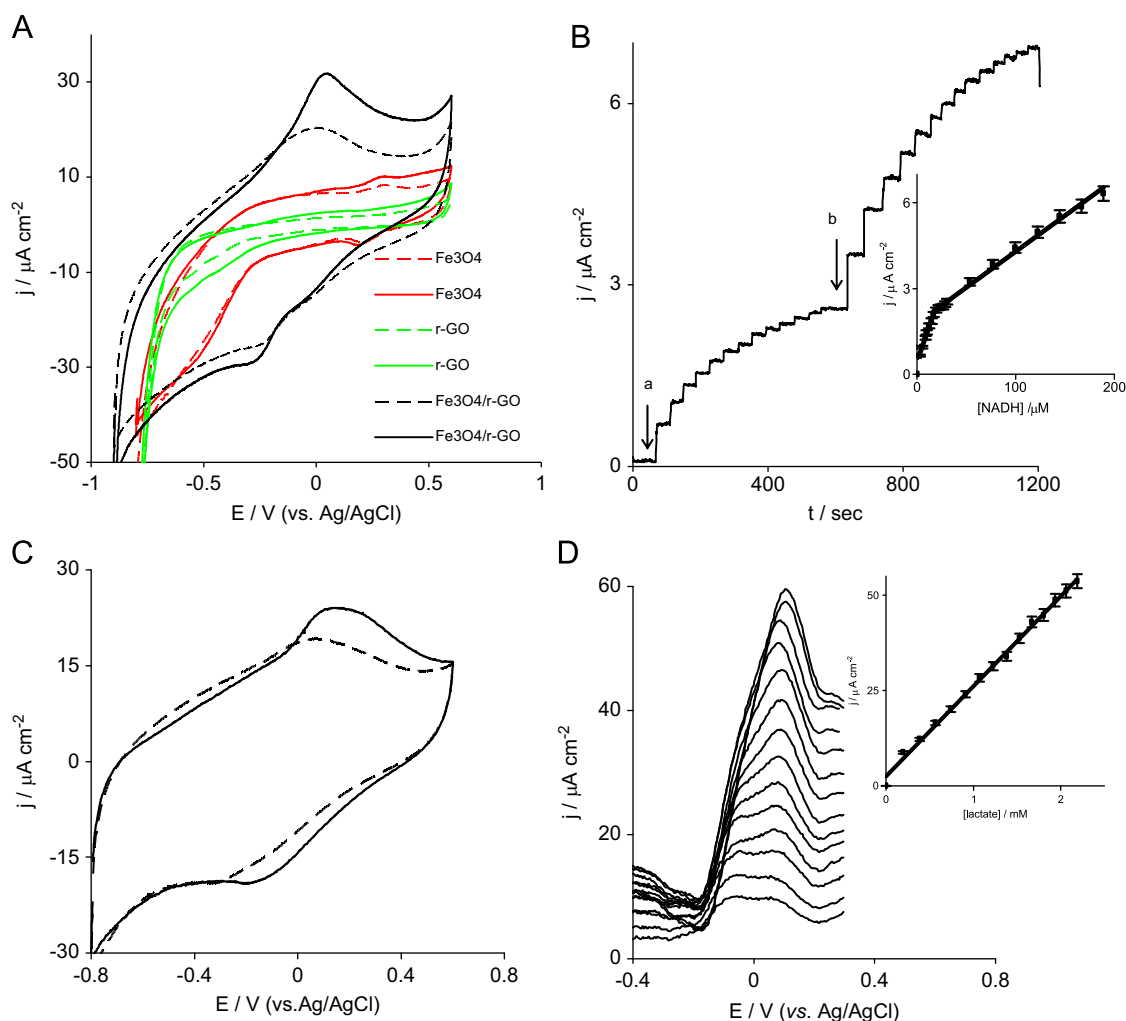 A
30
10
-10
-30
-50
j / μA cm-2
-1
-0.5
0
0.5
1
E / V (vs. Ag/AgCl)
Fe3O4
Fe3O4
r-GO
r-GO
Fe3O4/r-GO
Fe3O4/r-GO
B
6
3
0
j / μA cm-2
0
400
800
1200
t / sec
a
b
6
3
0
j / μ A cm-2
0
100
200
[NADH] /μM
C
30
15
0
-15
-30
j / μA cm-2
-0.8
-0.4
0
0.4
0.8
E / V (vs.Ag/AgCl)
D
60
40
20
0
j / μA cm-2
-0.4
0
0.4
0.8
E / V (vs. Ag/AgCl)
50
25
0
j / μ A cm-2
0
1
2
[lactate] / mM